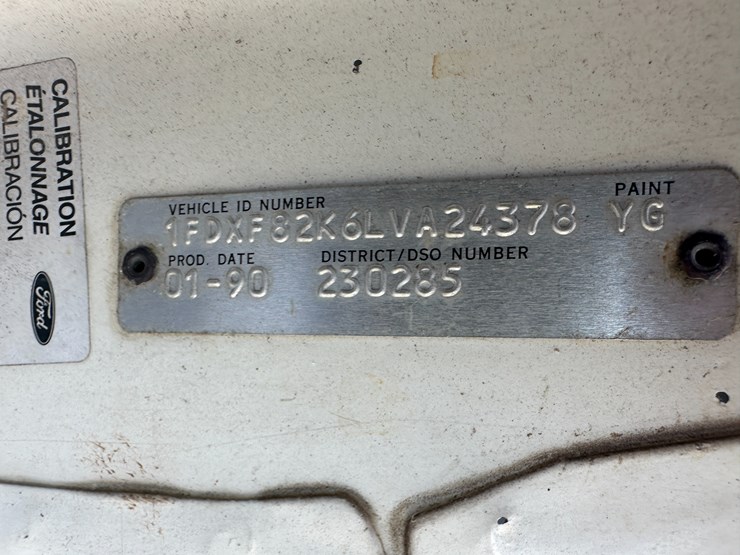 CALIBRATION
ÉTALONNAGE
CALIBRACIÓN
Ford
VEHICLE ID NUMBER PAINT
1FDXF82K6LVA24378 YG
PROD. DATE DISTRICT/DSO NUMBER
01-90 230285